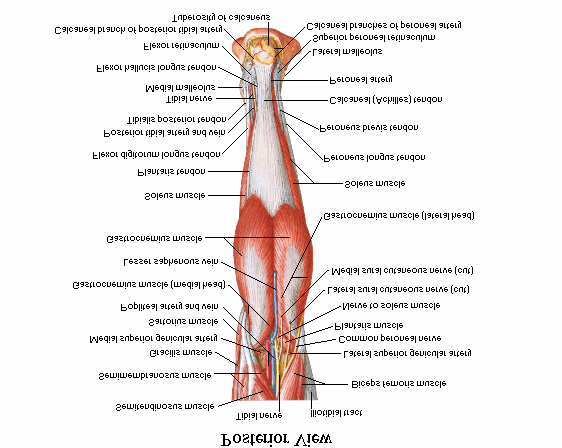 Posterior View
Tibial nerve
Iliotibial tract
Semitendinosus muscle
Biceps femoris muscle
Semimembranosus muscle
Gracilis muscle
Lateral superior genicular artery
Medial superior genicular artery
Common peroneal nerve
Sartorius muscle
Plantaris muscle
Popliteal artery and vein
Nerve to soleus muscle
Gastrocnemius muscle (medial head)
Lateral sural cutaneous nerve (cut)
Medial sural cutaneous nerve (cut)
Lesser saphenous vein
Gastrocnemius muscle
Gastrocnemius muscle (lateral head)
Soleus muscle
Soleus muscle
Plantaris tendon
Flexor digitorum longus tendon
Peroneus longus tendon
Posterior tibial artery and vein
Peroneus brevis tendon
Tibialis posterior tendon
Tibial nerve
Calcaneal (Achilles) tendon
Medial malleolus
Peroneal artery
Flexor hallucis longus tendon
Lateral malleolus
Flexor retinaculum
Superior peroneal retinaculum
Calcaneal branch of posterior tibial artery
Calcaneal branches of peroneal artery
Tuberosity of calcaneus